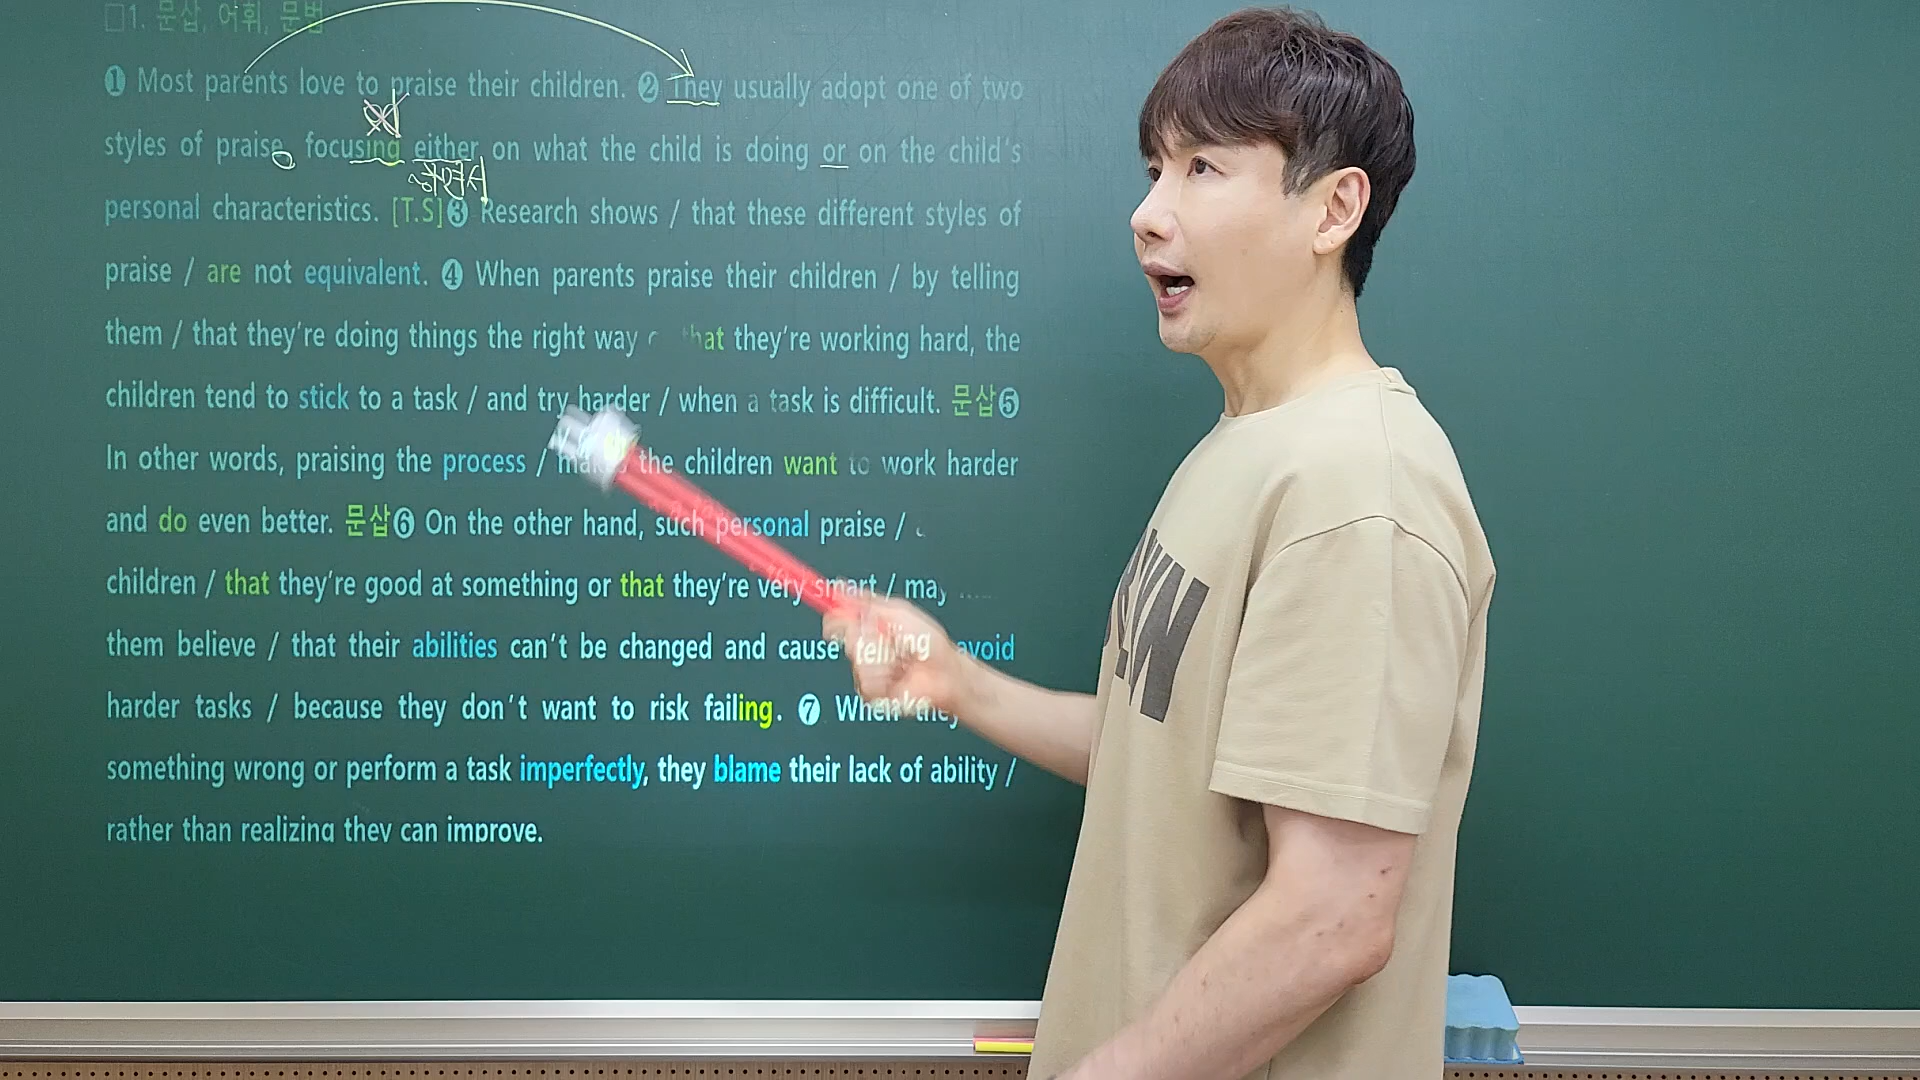 □1. 문삽, 어휘, 문법
❶ Most parents love to praise their children. ❷ They usually adopt one of two
styles of praise, focusing either on what the child is doing or on the child's
하면서
personal characteristics. [T.S]❸ Research shows / that these different styles of
praise / are not equivalent. ❹ When parents praise their children / by telling
them / that they're doing things the right way that they're working hard, the
children tend to stick to a task / and try harder / when a task is difficult. 문삽❺
In other words, praising the process / makes the children want to work harder
and do even better. 문삽❻ On the other hand, such personal praise /
telling
children / that they're good at something or that they're very smart / may
them believe / that their abilities can't be changed and cause avoid
harder tasks / because they don't want to risk failing. ❼ When they
something wrong or perform a task imperfectly, they blame their lack of ability /
rather than realizing they can improve.